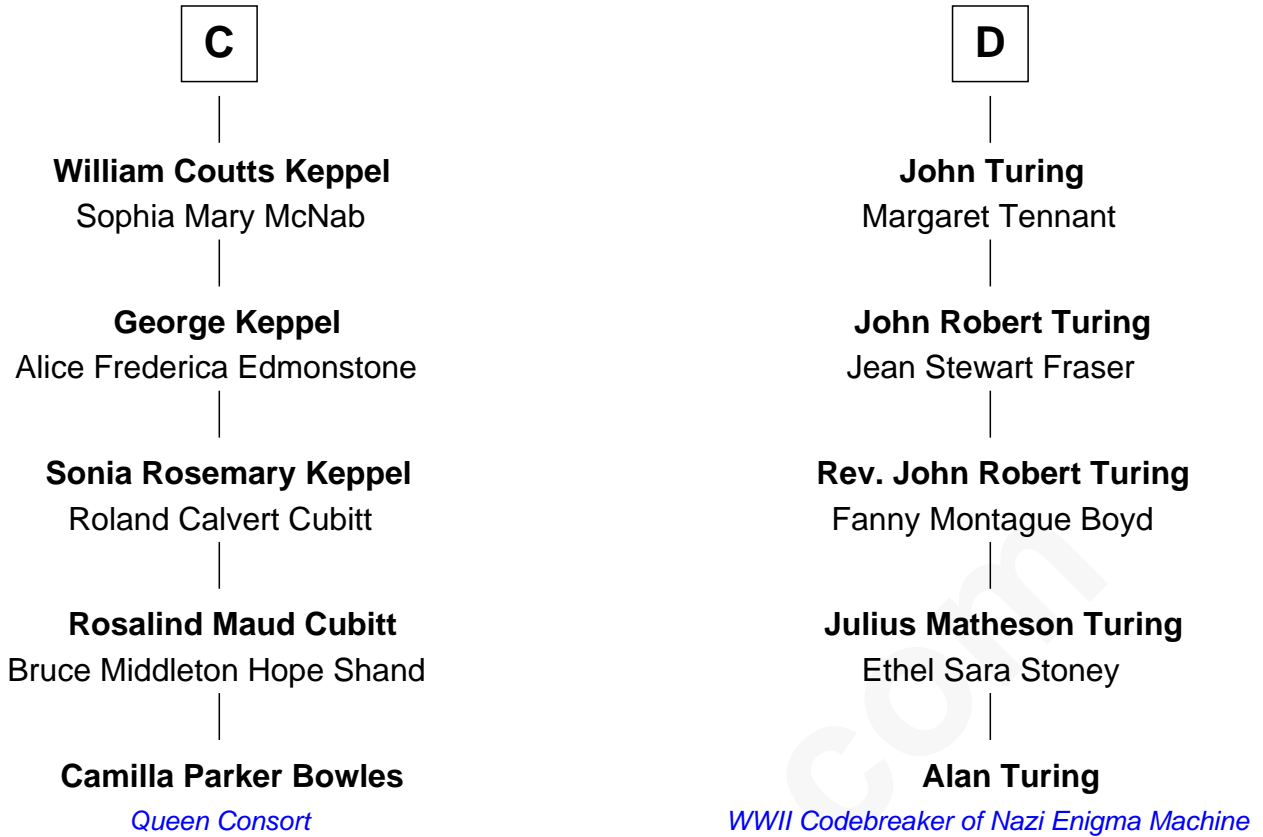 C
William Coutts Keppel
Sophia Mary McNab
George Keppel
Alice Frederica Edmonstone
Sonia Rosemary Keppel
Roland Calvert Cubitt
Rosalind Maud Cubitt
Bruce Middleton Hope Shand
Camilla Parker Bowles
Queen Consort
D
John Turing
Margaret Tennant
John Robert Turing
Jean Stewart Fraser
Rev. John Robert Turing
Fanny Montague Boyd
Julius Matheson Turing
Ethel Sara Stoney
Alan Turing
WWII Codebreaker of Nazi Enigma Machine
com